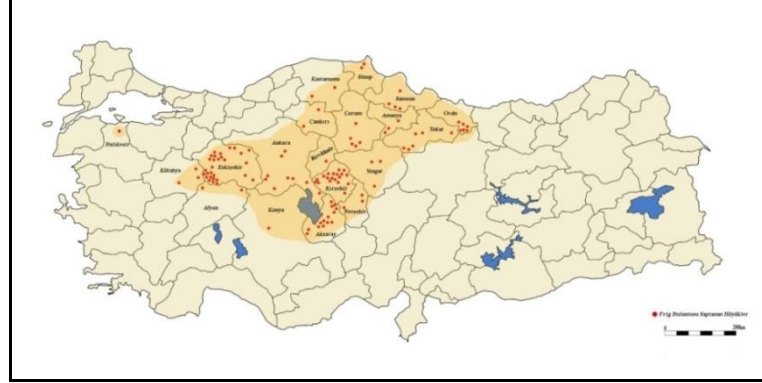 Sinop
Kastamonu
Samsun
Çankırı
Çorum
Amasya
Ordu
Tokat
Balıkesir
Ankara
Kırıkkale
Kütahya
Eskişehir
Yozgat
Kırşehir
Afyon
Konya
Nevşehir
Aksaray
Frig Buluntusu Saptanan Höyükler
0 200km